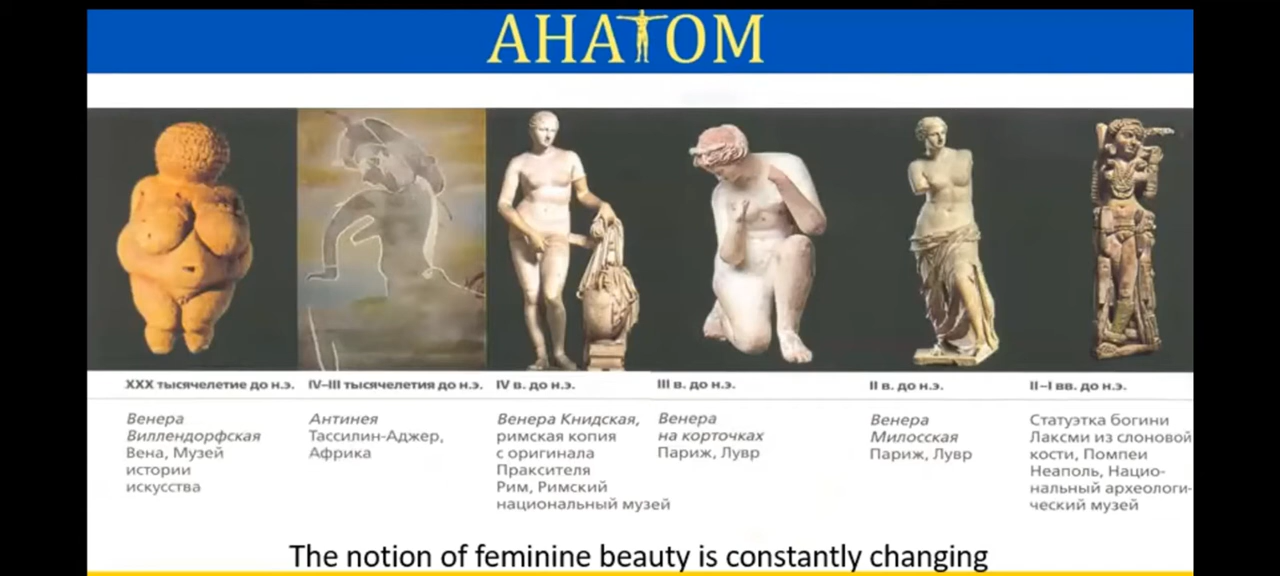 АНАТОМ
XXX тысячелетие до н.э.
IV–III тысячелетия до н.э.
IV в. до н.э.
III в. до н.э.
II в. до н.э.
II–I вв. до н.э.
Венера
Виллендорфская
Вена, Музей
истории
искусства
Антинея
Тассилин-Аджер,
Африка
Венера Книдская,
римская копия
с оригинала
Праксителя
Рим, Римский
национальный музей
Венера
на корточках
Париж, Лувр
Венера
Милосская
Париж, Лувр
Статуэтка богини
Лаксми из слоновой
кости, Помпеи
Неаполь, Нацио-
нальный археологи-
ческий музей
The notion of feminine beauty is constantly changing